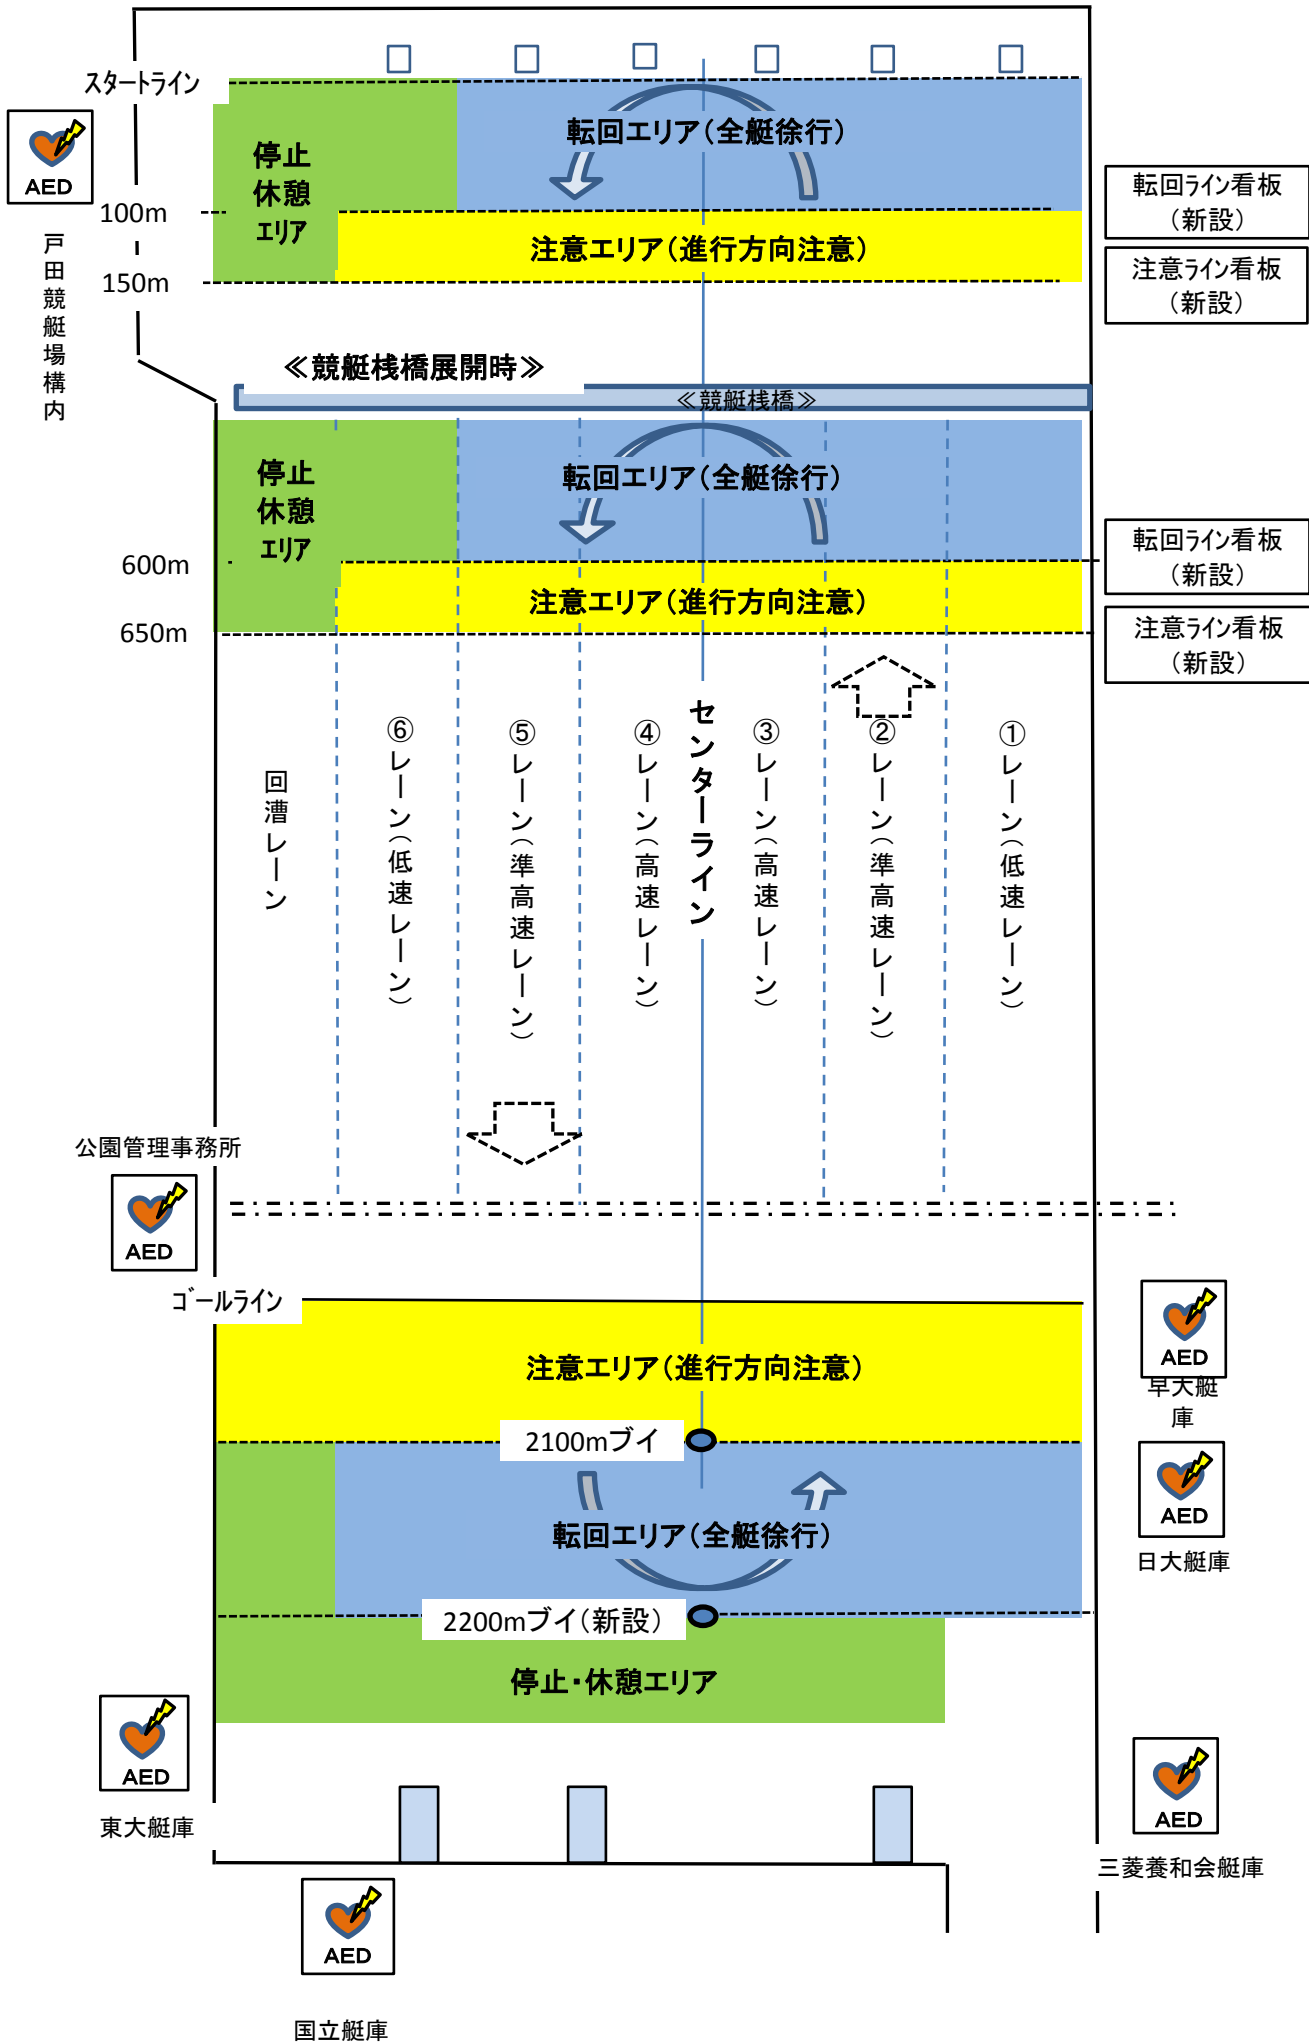 スタートライン
転回エリア(全艇徐行)
停止
休憩
エリア
AED
100m
転回ライン看板
(新設)
注意エリア(進行方向注意)
注意ライン看板
(新設)
150m
戸田競艇場構内
≪競艇桟橋展開時≫
≪競艇桟橋≫
停止
休憩
エリア
転回エリア(全艇徐行)
600m
転回ライン看板
(新設)
注意エリア(進行方向注意)
650m
注意ライン看板
(新設)
回漕レーン
⑥レーン(低速レーン)
⑤レーン(準高速レーン)
④レーン(高速レーン)
センターライン
③レーン(高速レーン)
②レーン(準高速レーン)
①レーン(低速レーン)
公園管理事務所
AED
ゴールライン
注意エリア(進行方向注意)
AED
早大艇
庫
2100mブイ
AED
日大艇庫
転回エリア(全艇徐行)
2200mブイ(新設)
停止・休憩エリア
AED
東大艇庫
AED
三菱養和会艇庫
AED
国立艇庫